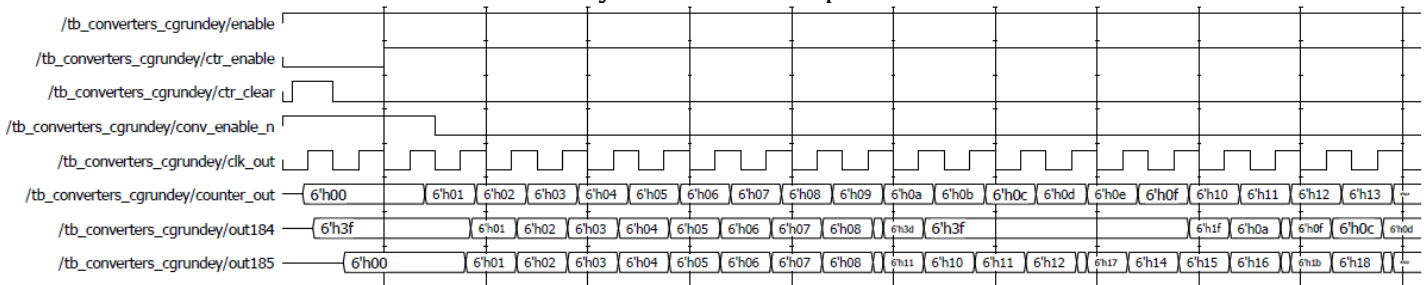 /tb_converters_cgrundey/enable
/tb_converters_cgrundey/ctr_enable
/tb_converters_cgrundey/ctr_clear
/tb_converters_cgrundey/conv_enable_n
/tb_converters_cgrundey/clk_out
/tb_converters_cgrundey/counter_out 6'h00 6'h01 6'h02 6'h03 6'h04 6'h05 6'h06 6'h07 6'h08 6'h09 6'h0a 6'h0b 6'h0c 6'h0d 6'h0e 6'h0f 6'h10 6'h11 6'h12 6'h13
/tb_converters_cgrundey/out184 6'h3f 6'h01 6'h02 6'h03 6'h04 6'h05 6'h06 6'h07 6'h08 6'h3d 6'h3f 6'h1f 6'h0a 6'h0f 6'h0c 6'h0d
/tb_converters_cgrundey/out185 6'h00 6'h01 6'h02 6'h03 6'h04 6'h05 6'h06 6'h07 6'h08 6'h11 6'h10 6'h11 6'h12 6'h17 6'h14 6'h15 6'h16 6'h1b 6'h18